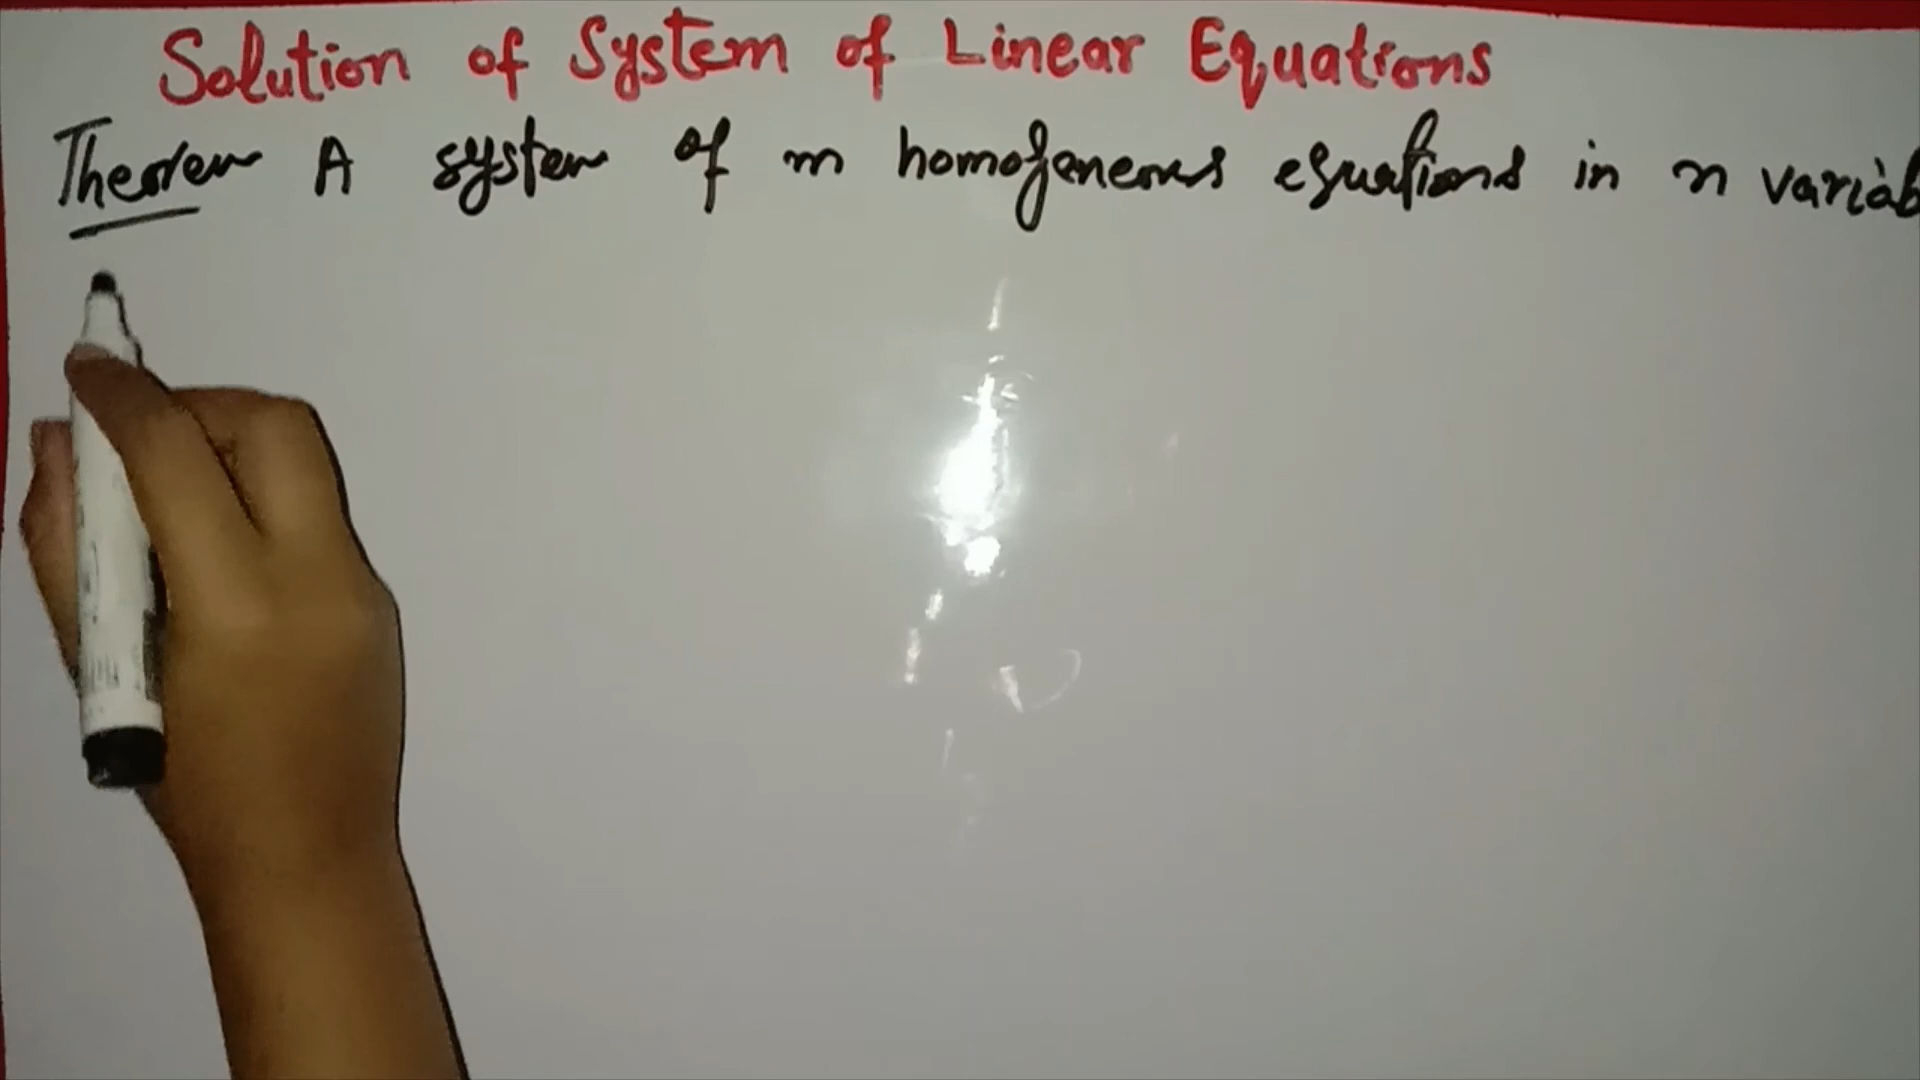 Solution of System of Linear Equations
Theorem A system of m homogeneous equations in n variab